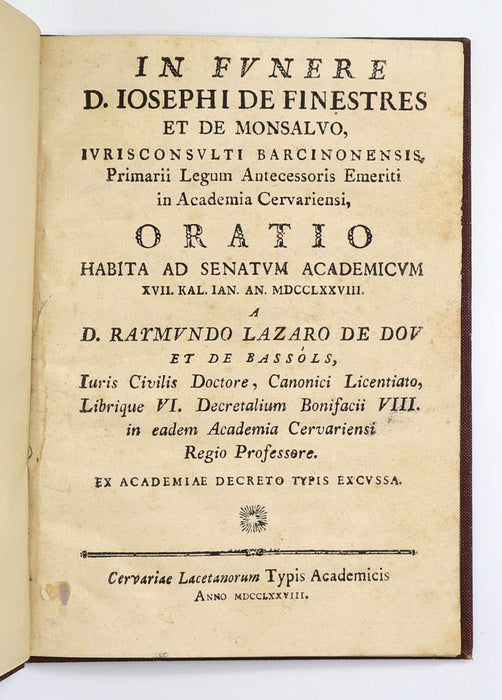 IN FVNERE
D. IOSEPHI DE FINESTRES
ET DE MONSALVO,
IVRISCONSVLTI BARCINONENSIS,
Primarii Legum Antecessoris Emeriti
in Academia Cervariensi,
ORATIO
HABITA AD SENATVM ACADEMICVM
XVII. KAL. IAN. AN. MDCCLXXVIII.
A
D. RAYMVNDO LAZARO DE DOV
ET DE BASSÓLS,
Iuris Civilis Doctore, Canonici Licentiato,
Librique VI. Decretalium Bonifacii VIII.
in eadem Academia Cervariensi
Regio Professore.
EX ACADEMIAE DECRETO TYPIS EXCVSSA.
Cervariae Lacetanorum Typis Academicis
ANNO MDCCLXXVIII.